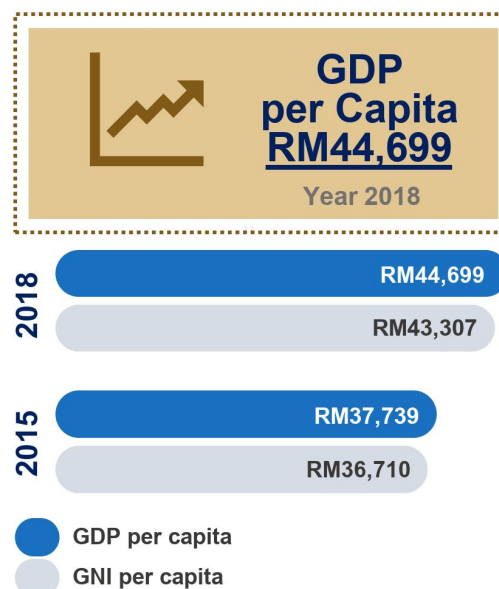 GDP
per Capita
RM44,699
Year 2018
2018
RM44,699
RM43,307
2015
RM37,739
RM36,710
GDP per capita
GNI per capita